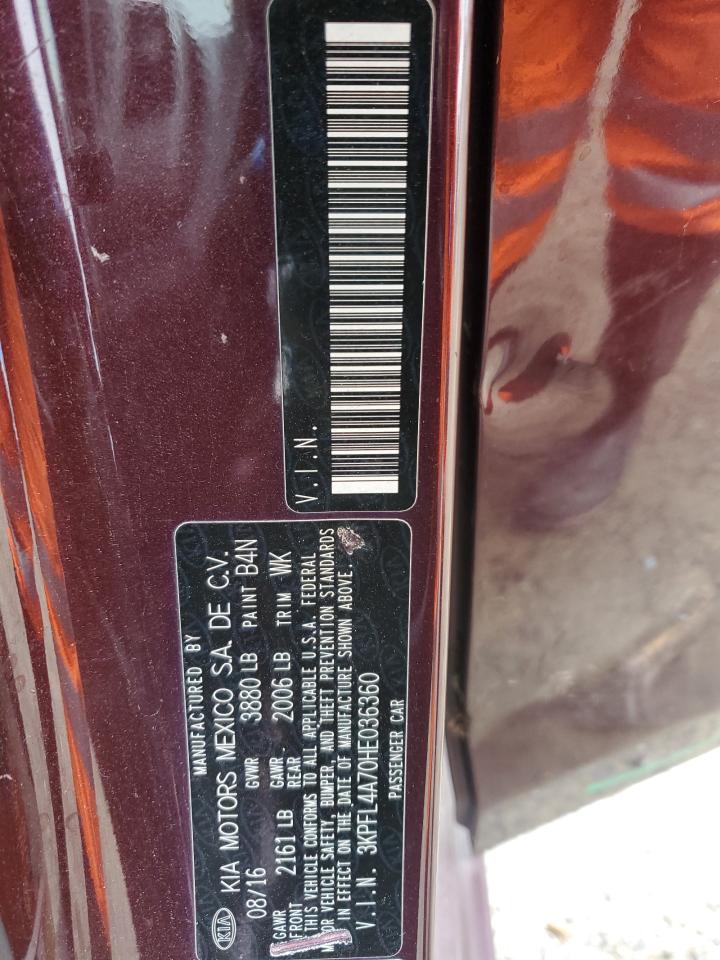 V.I.N.
MANUFACTURED BY
KIA KIA MOTORS MEXICO S.A. DE C.V.
08/16 GVWR 3880 LB PAINT B4N
GAWR FRONT 2161 LB GAWR. REAR 2006 LB TRIM WK
THIS VEHICLE CONFORMS TO ALL APPLICABLE U.S.A. FEDERAL
MOTOR VEHICLE SAFETY, BUMPER, AND THEFT PREVENTION STANDARDS
IN EFFECT ON THE DATE OF MANUFACTURE SHOWN ABOVE.
V.I.N. 3KPFL4A70HE036360
PASSENGER CAR